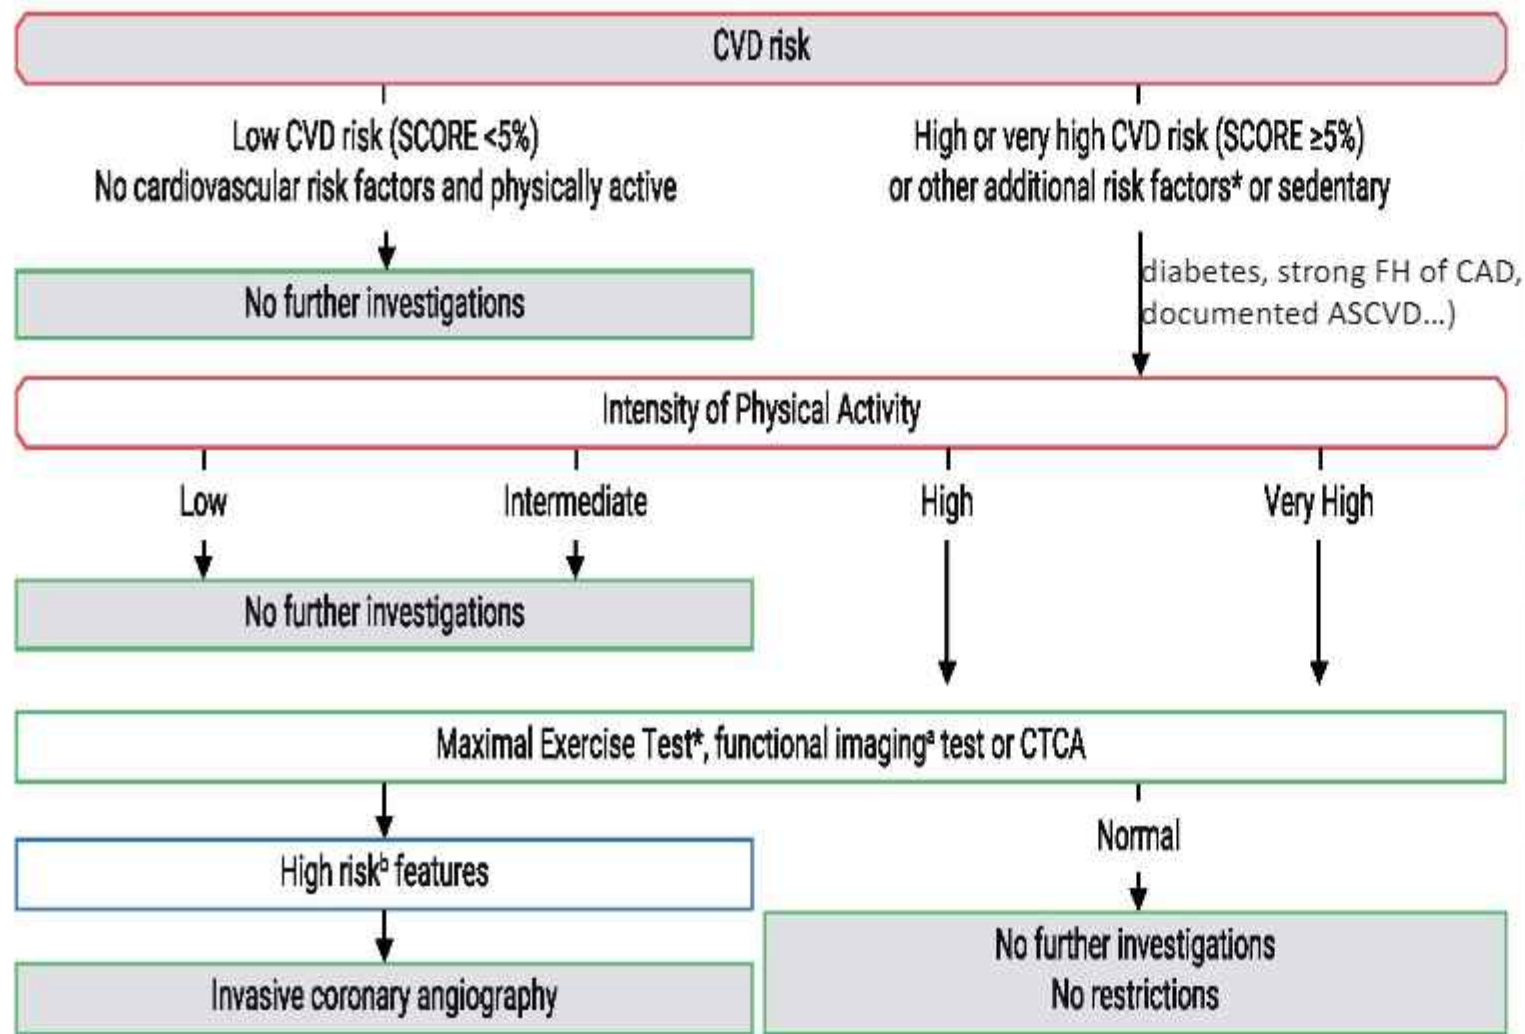 CVD risk
Low CVD risk (SCORE <5%)
No cardiovascular risk factors and physically active
High or very high CVD risk (SCORE ≥5%)
or other additional risk factors* or sedentary
No further investigations
diabetes, strong FH of CAD,
documented ASCVD...)
Intensity of Physical Activity
Low
Intermediate
High
Very High
No further investigations
Maximal Exercise Test*, functional imagingᵃ test or CTCA
High riskᵇ features
Normal
Invasive coronary angiography
No further investigations
No restrictions